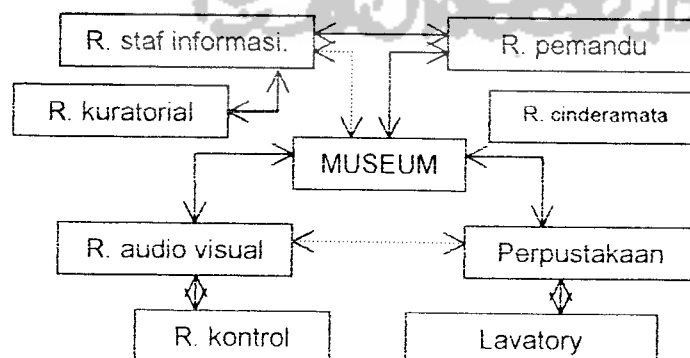 R. staf informasi.
R. pemandu
R. kuratorial
R. cinderamata
MUSEUM
R. audio visual
Perpustakaan
R. kontrol
Lavatory